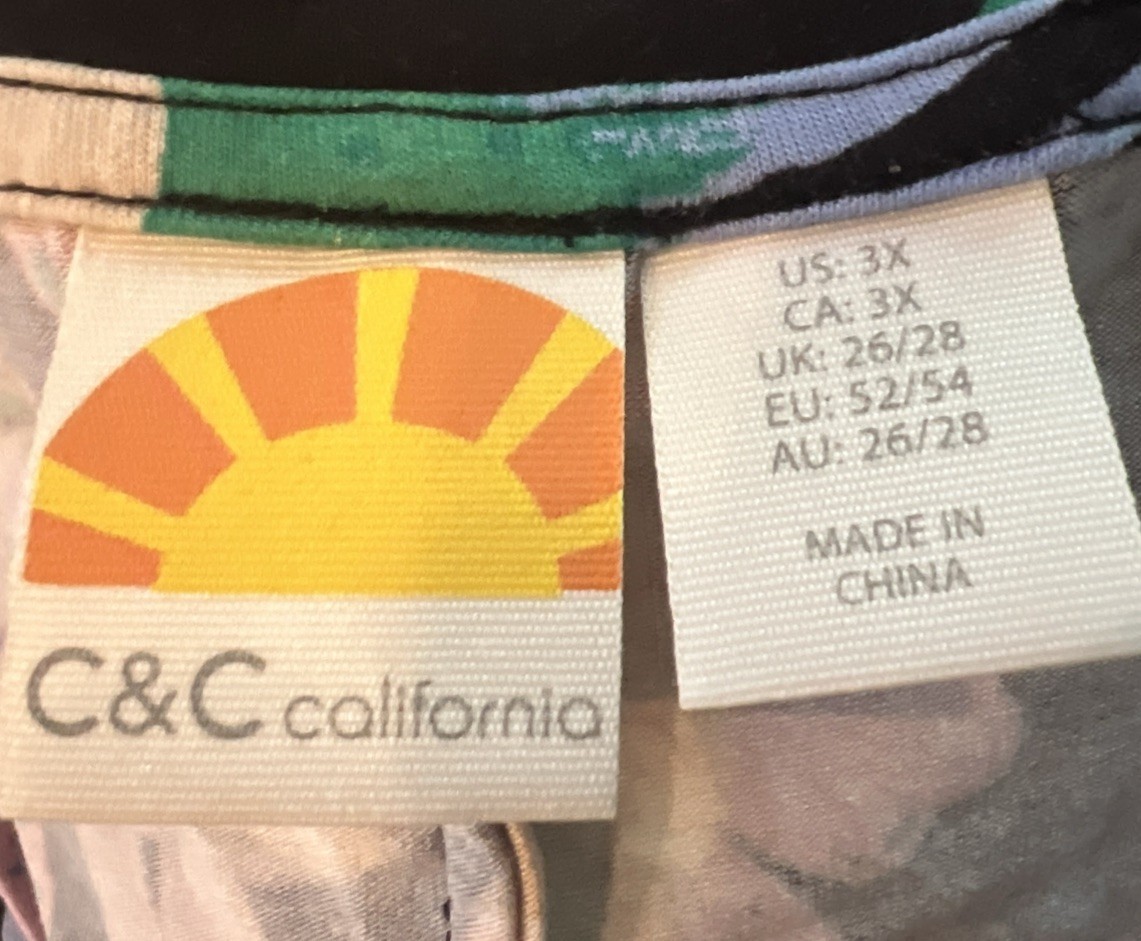 C&C california
US: 3X
CA: 3X
UK: 26/28
EU: 52/54
AU: 26/28
MADE IN
CHINA